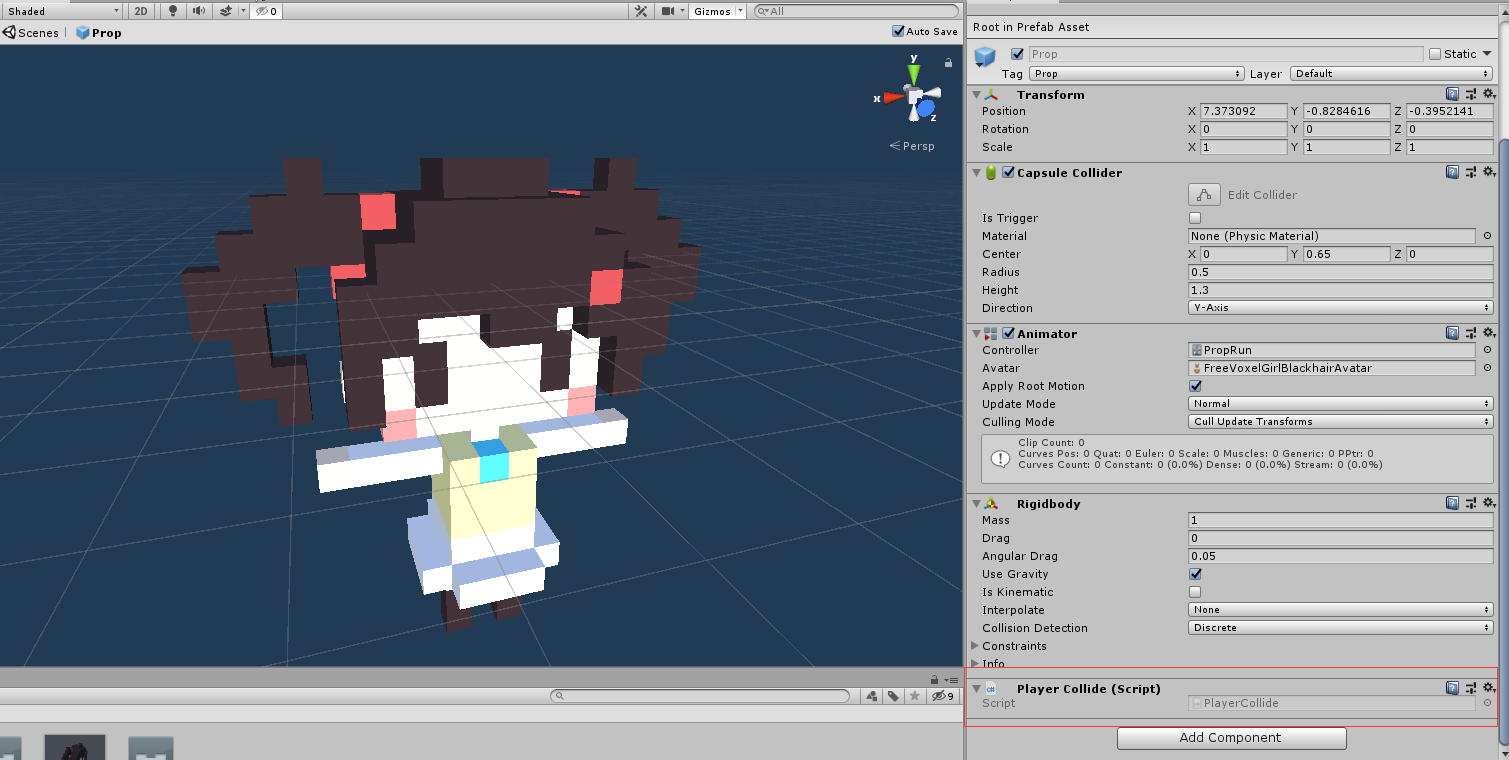 Shaded 2D 0 Gizmos All
Scenes Prop Auto Save
y
x
z
Persp
9
Root in Prefab Asset
Prop Static
Tag Prop Layer Default
Transform
Position X 7.373092 Y -0.8284616 Z -0.3952141
Rotation X 0 Y 0 Z 0
Scale X 1 Y 1 Z 1
Capsule Collider
Edit Collider
Is Trigger
Material None (Physic Material)
Center X 0 Y 0.65 Z 0
Radius 0.5
Height 1.3
Direction Y-Axis
Animator
Controller PropRun
Avatar FreeVoxelGirlBlackhairAvatar
Apply Root Motion
Update Mode Normal
Culling Mode Cull Update Transforms
Clip Count: 0
Curves Pos: 0 Quat: 0 Euler: 0 Scale: 0 Muscles: 0 Generic: 0 PPtr: 0
Curves Count: 0 Constant: 0 (0.0%) Dense: 0 (0.0%) Stream: 0 (0.0%)
Rigidbody
Mass 1
Drag 0
Angular Drag 0.05
Use Gravity
Is Kinematic
Interpolate None
Collision Detection Discrete
Constraints
Info
Player Collide (Script)
Script PlayerCollide
Add Component